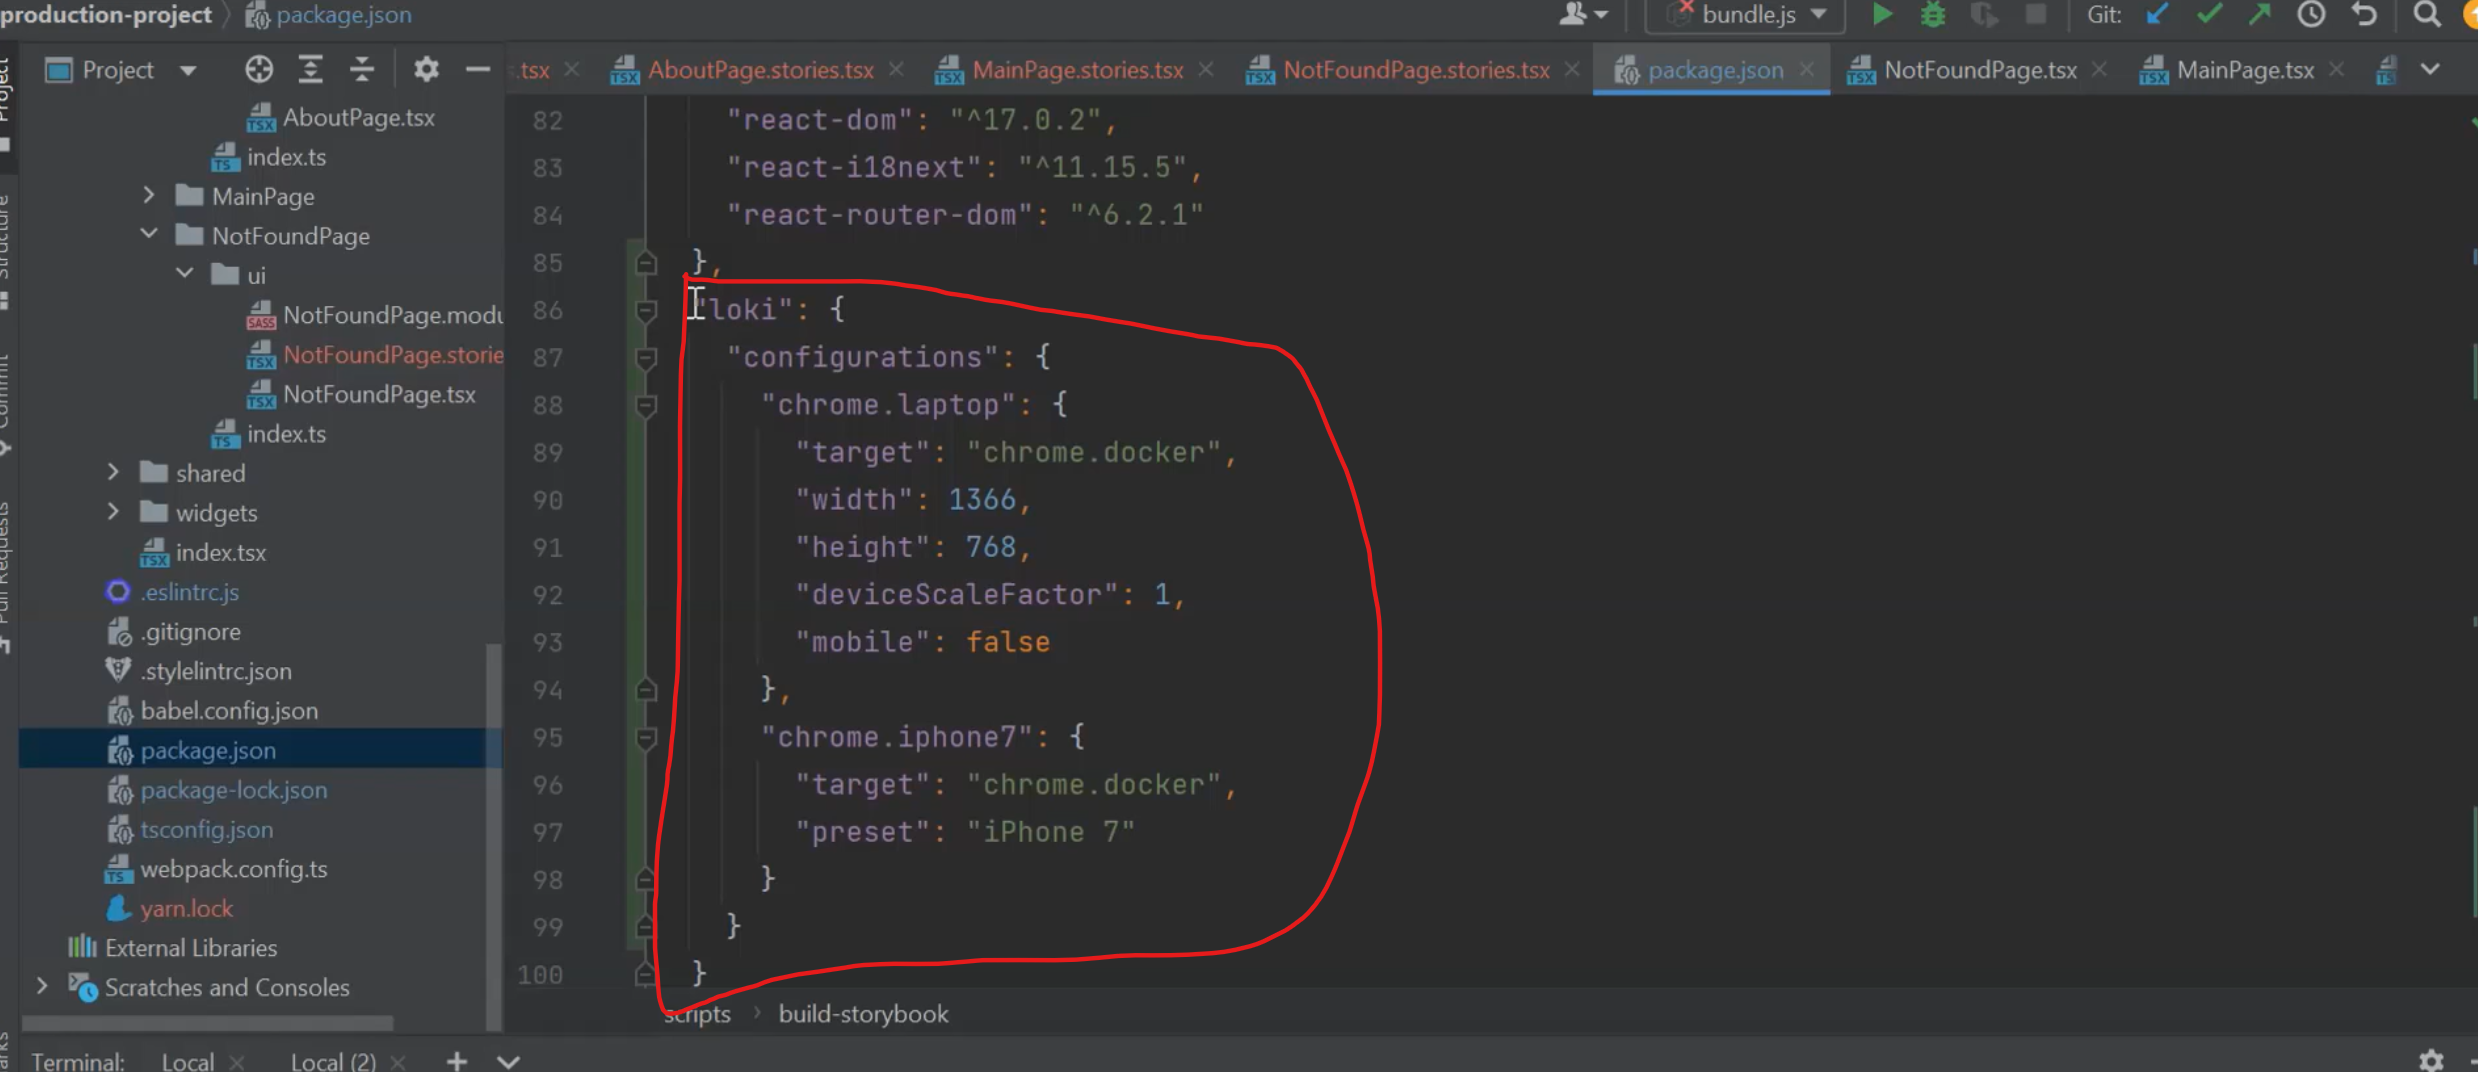 production-project
package.json
bundle.js
Git:
Project
.tsx
AboutPage.stories.tsx
MainPage.stories.tsx
NotFoundPage.stories.tsx
package.json
NotFoundPage.tsx
MainPage.tsx
Project
Structure
Commit
Pull Requests
AboutPage.tsx
index.ts
MainPage
NotFoundPage
ui
NotFoundPage.modu
NotFoundPage.storie
NotFoundPage.tsx
index.ts
shared
widgets
index.tsx
.eslintrc.js
.gitignore
.stylelintrc.json
babel.config.json
package.json
package-lock.json
tsconfig.json
webpack.config.ts
yarn.lock
External Libraries
Scratches and Consoles
82 "react-dom": "^17.0.2",
83 "react-i18next": "^11.15.5",
84 "react-router-dom": "^6.2.1"
85 },
86 "loki": {
87 "configurations": {
88 "chrome.laptop": {
89 "target": "chrome.docker",
90 "width": 1366,
91 "height": 768,
92 "deviceScaleFactor": 1,
93 "mobile": false
94 },
95 "chrome.iphone7": {
96 "target": "chrome.docker",
97 "preset": "iPhone 7"
98 }
99 }
100 }
scripts > build-storybook
Terminal: Local Local (2)